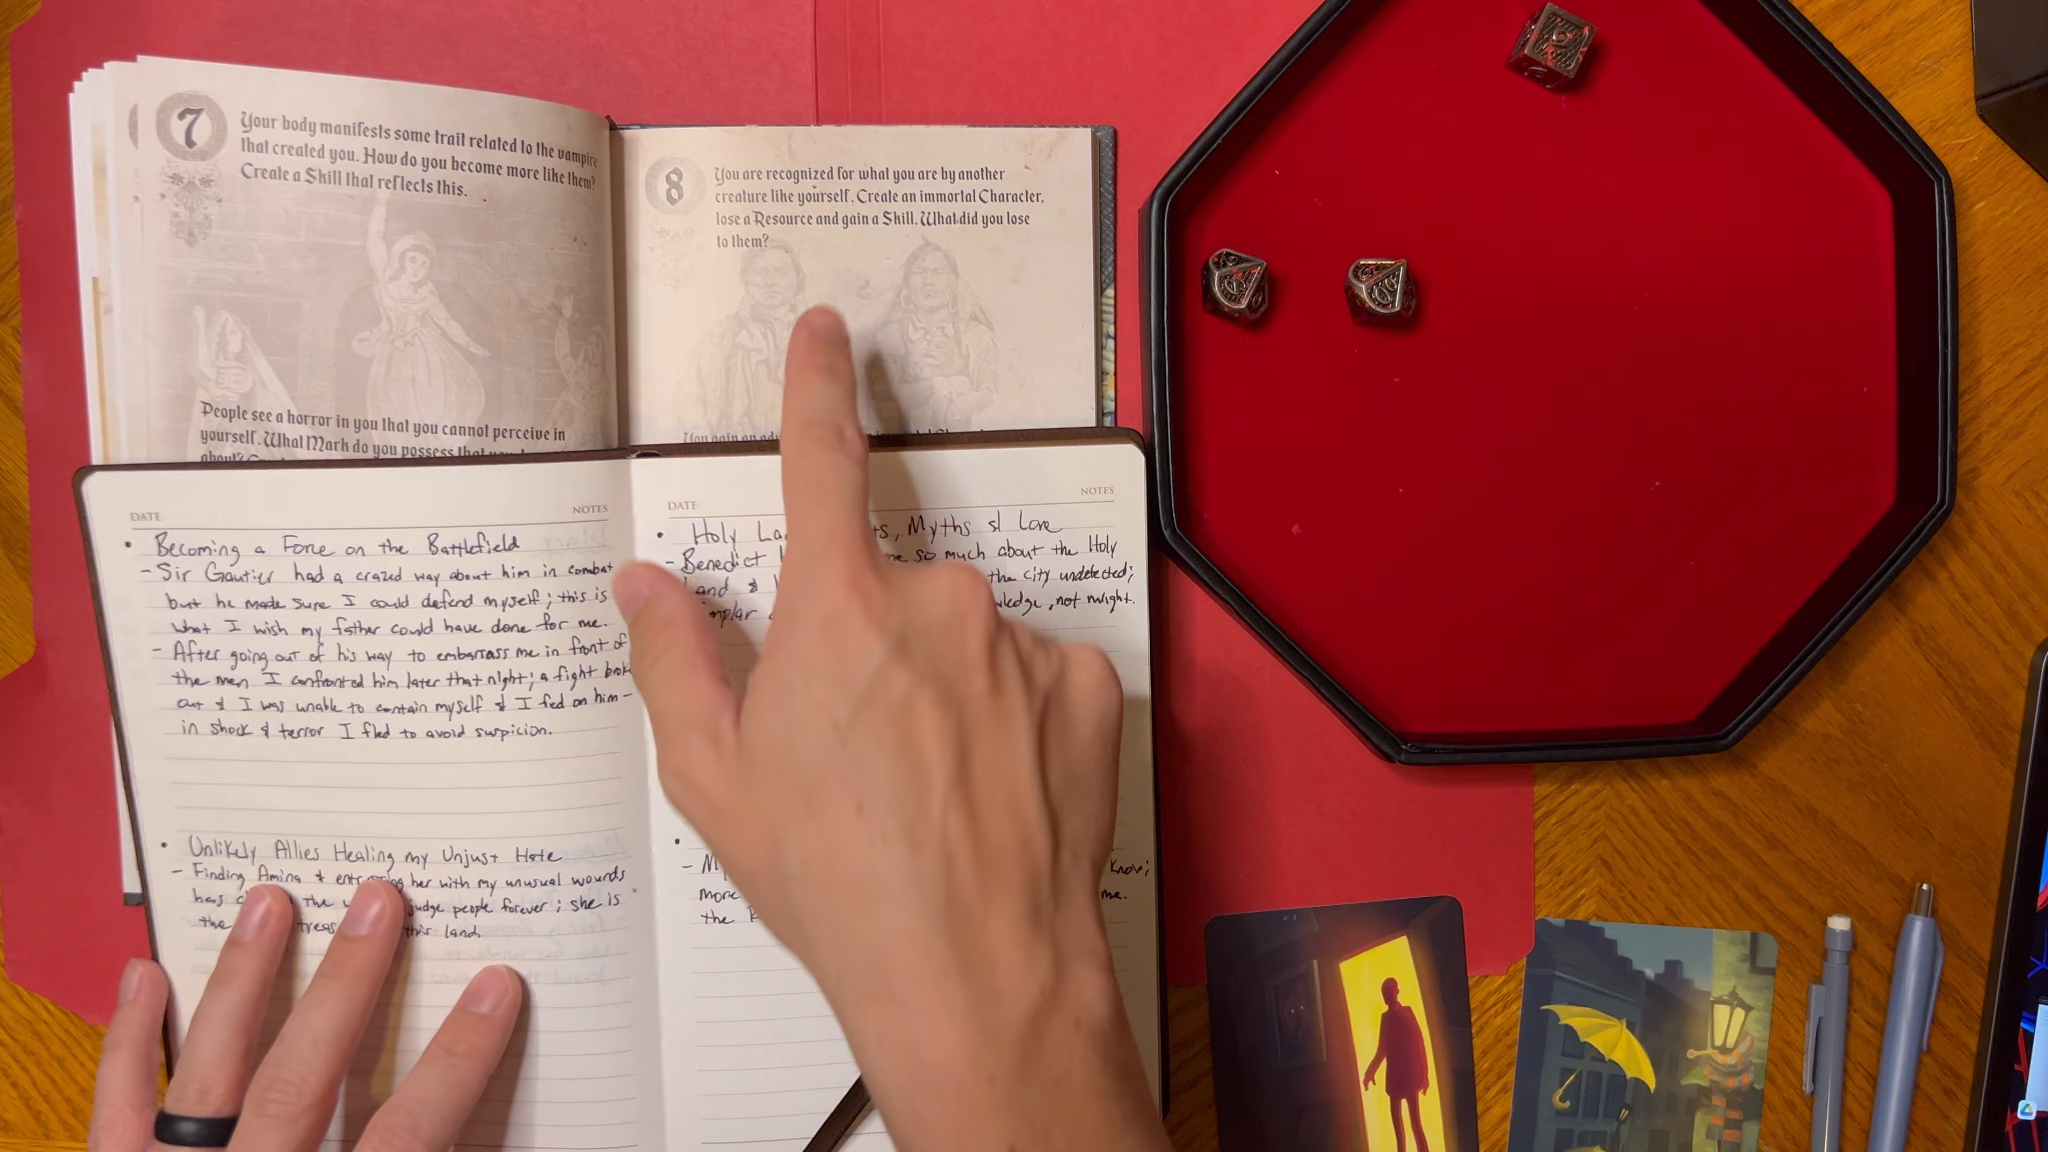 7
Your body manifests some trait related to the vampire
that created you. How do you become more like them?
Create a Skill that reflects this.
People see a horror in you that you cannot perceive in
yourself. What Mark do you possess that you
about?
8
You are recognized for what you are by another
creature like yourself. Create an immortal Character,
lose a Resource and gain a Skill. What did you lose
to them?
You gain an
DATE NOTES
• Becoming a Force on the Battlefield
- Sir Gautier had a crazed way about him in combat
but he made sure I could defend myself; this is
what I wish my father could have done for me.
- After going out of his way to embarrass me in front of
the men I confronted him later that night; a fight broke
out & I was unable to contain myself & I fed on him -
in shock & terror I fled to avoid suspicion.
• Unlikely Allies Healing my Unjust Hate
- Finding Amina & her with my unusual wounds
has the judge people forever; she is
the this land.
DATE NOTES
• Holy Myths & Lore
- Benedict me so much about the Holy
Land & the city undetected;
not might.
-
know;
more me.
the